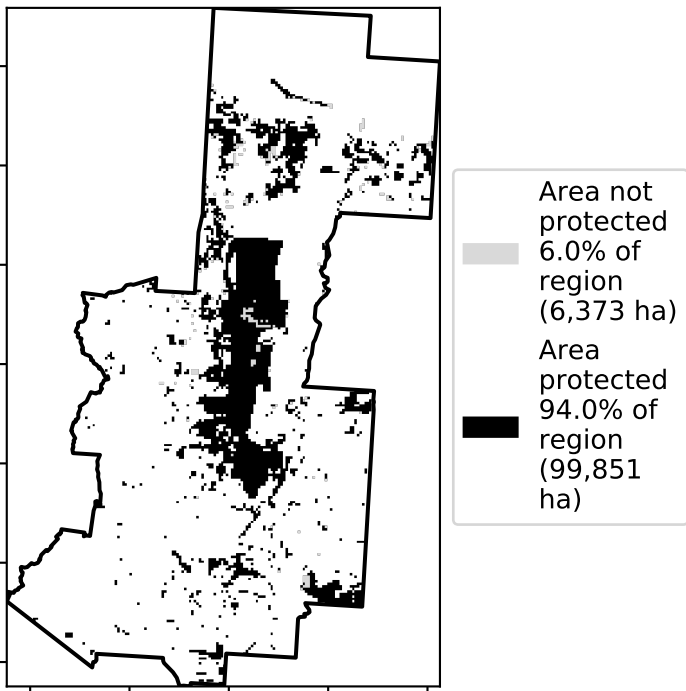 Area not
protected
6.0% of
region
(6,373 ha)
Area
protected
94.0% of
region
(99,851
ha)